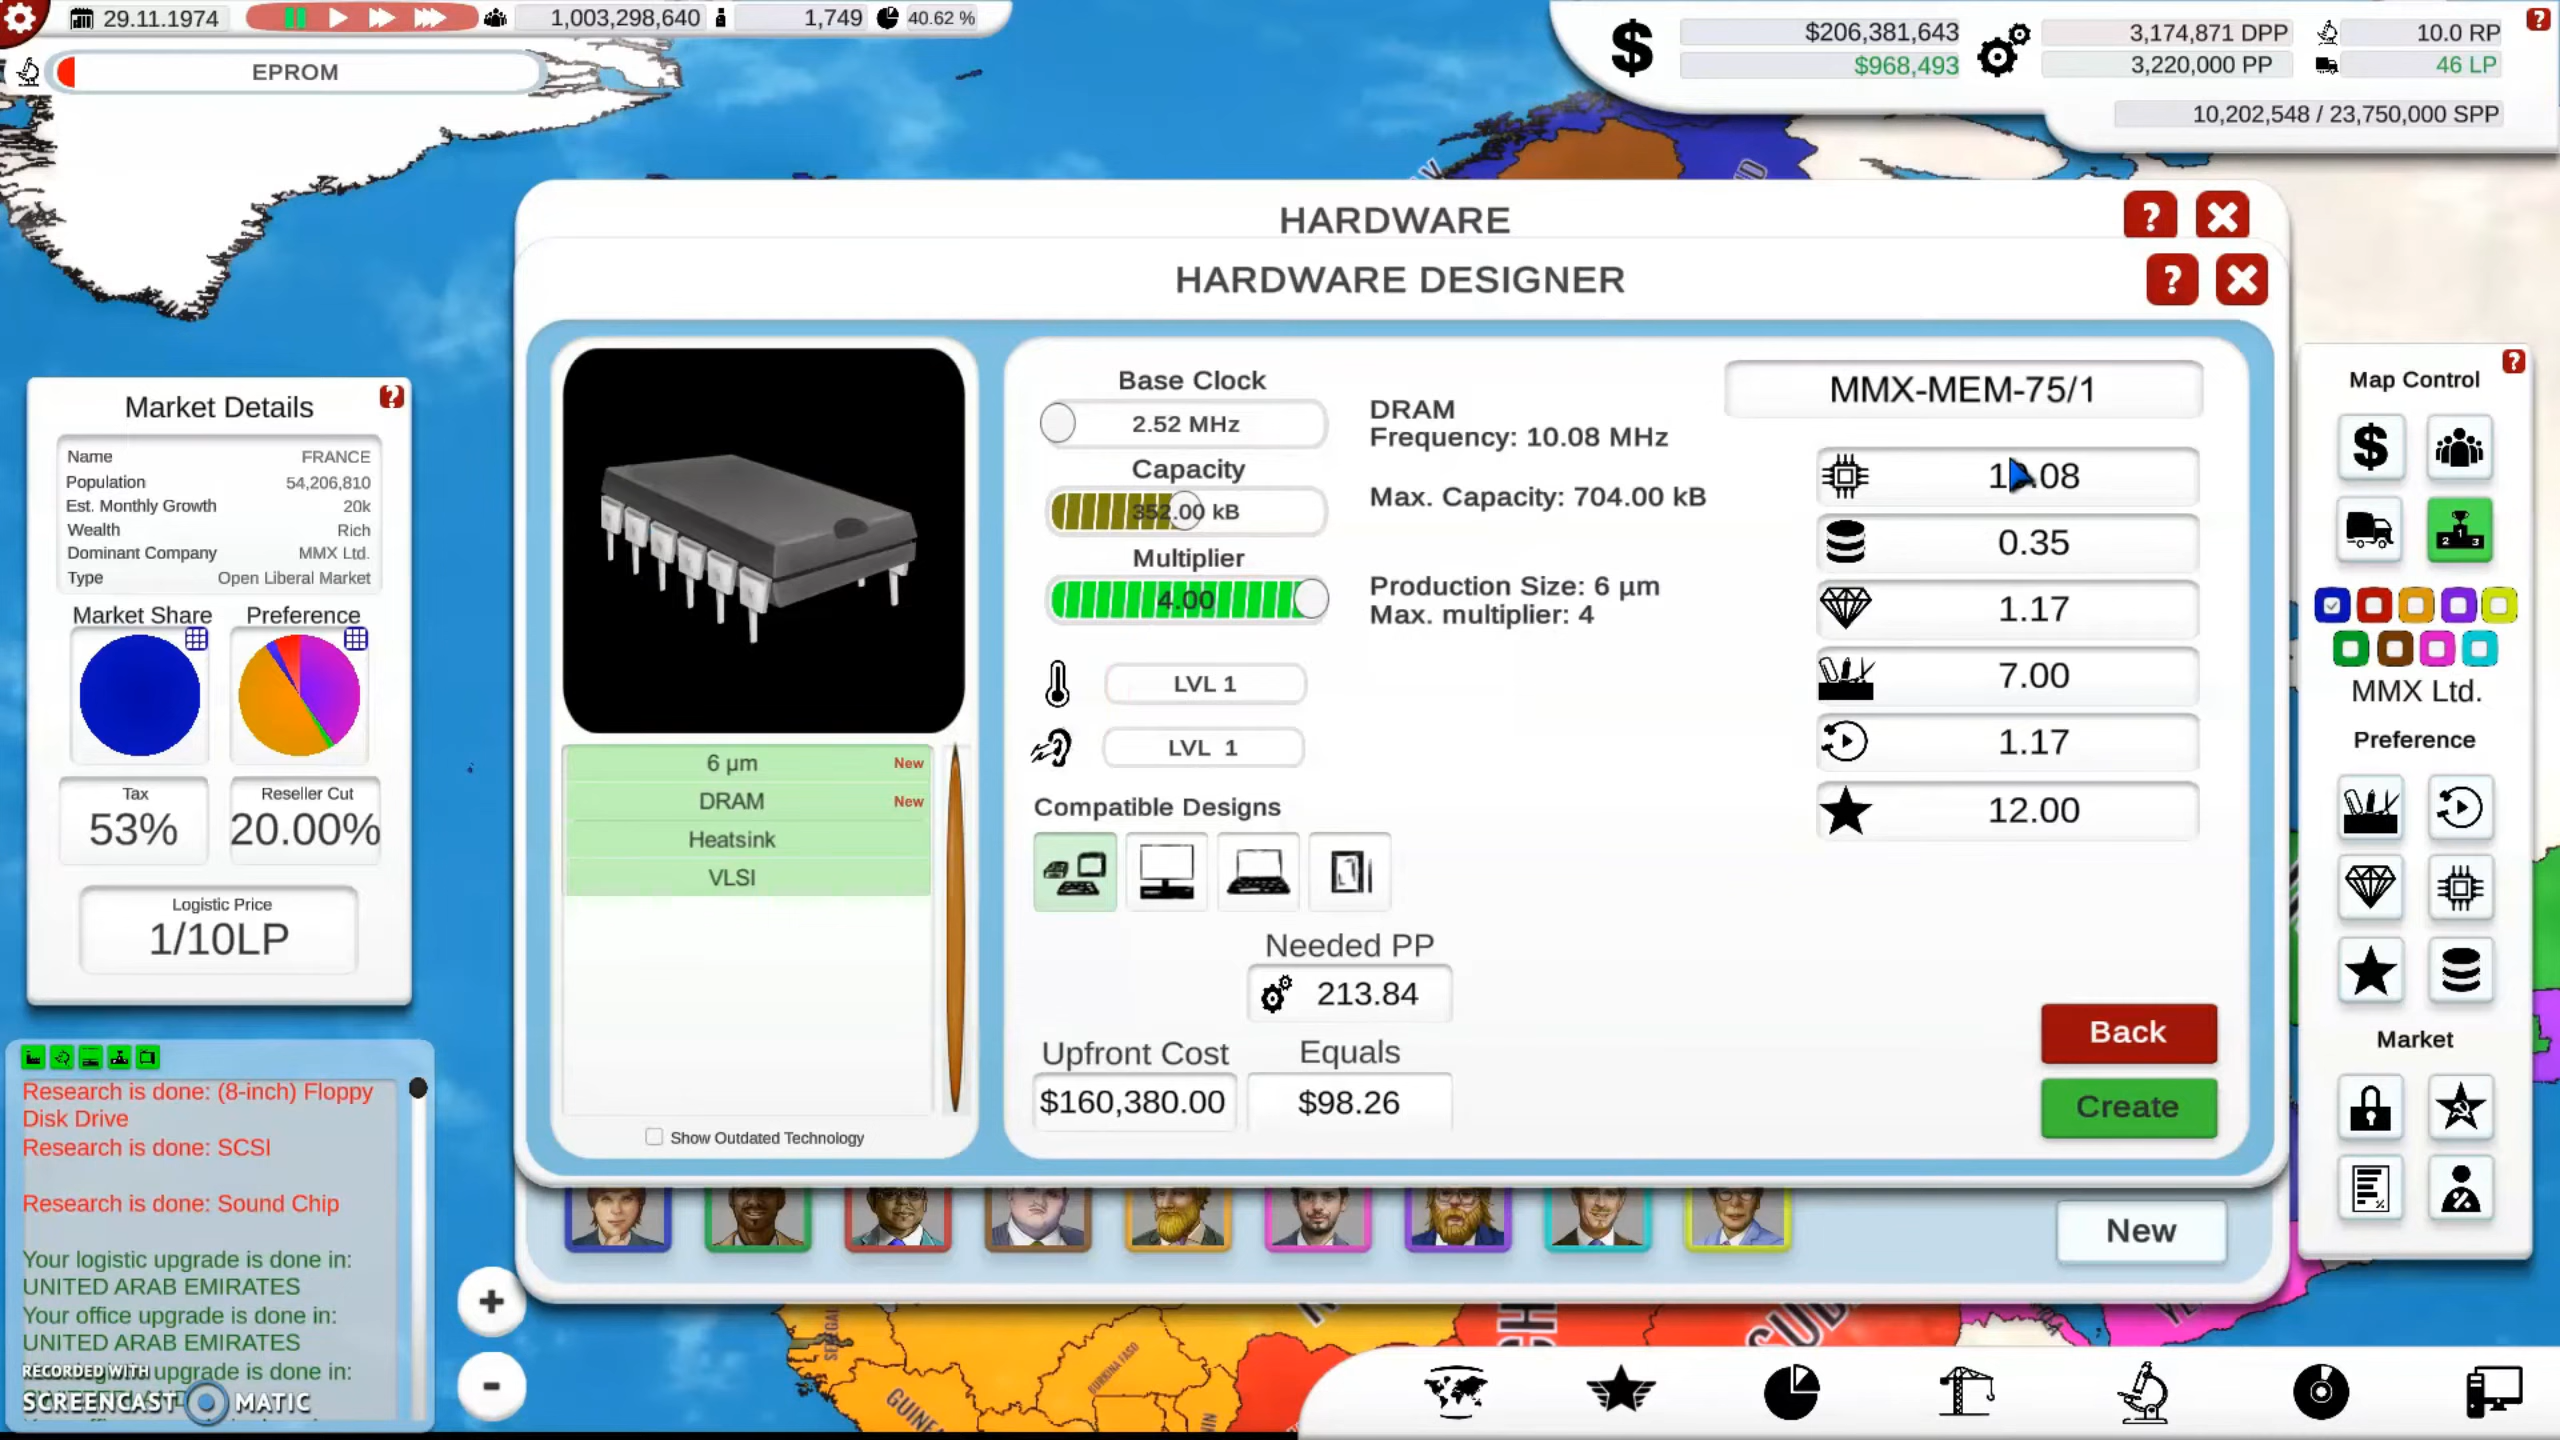 29.11.1974
1,003,298,640
1,749
40.62 %
EPROM
$206,381,643
$968,493
3,174,871 DPP
3,220,000 PP
10.0 RP
46 LP
10,202,548 / 23,750,000 SPP
?
HARDWARE
?
HARDWARE DESIGNER
?
Market Details
?
Name FRANCE
Population 54,206,810
Est. Monthly Growth 20k
Wealth Rich
Dominant Company MMX Ltd.
Type Open Liberal Market
Market Share Preference
Tax
53%
Reseller Cut
20.00%
Logistic Price
1/10LP
Research is done: (8-inch) Floppy
Disk Drive
Research is done: SCSI
Research is done: Sound Chip
Your logistic upgrade is done in:
UNITED ARAB EMIRATES
Your office upgrade is done in:
UNITED ARAB EMIRATES
upgrade is done in:
RECORDED WITH
SCREENCAST MATIC
6 µm New
DRAM New
Heatsink
VLSI
Show Outdated Technology
Base Clock
2.52 MHz
Capacity
352.00 kB
Multiplier
4.00
LVL 1
LVL 1
Compatible Designs
DRAM
Frequency: 10.08 MHz
Max. Capacity: 704.00 kB
Production Size: 6 µm
Max. multiplier: 4
Needed PP
213.84
Upfront Cost
$160,380.00
Equals
$98.26
MMX-MEM-75/1
0.35
1.17
7.00
1.17
12.00
Back
Create
New
+
-
Map Control
?
MMX Ltd.
Preference
Market
SENEGAL
GUINE
BURKINA FASO
SUD